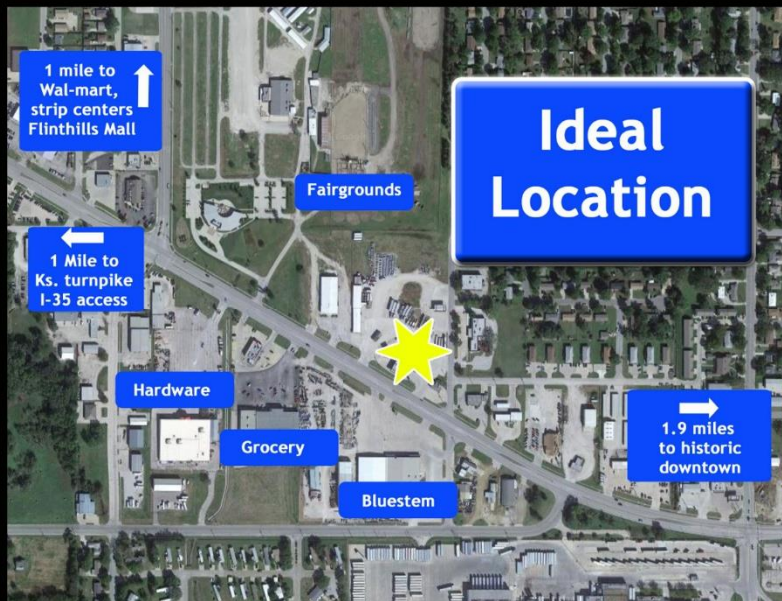 1 mile to
Wal-mart,
strip centers
Flinthills Mall
Ideal
Location
Fairgrounds
1 Mile to
Ks. turnpike
I-35 access
Hardware
Grocery
1.9 miles
to historic
downtown
Bluestem